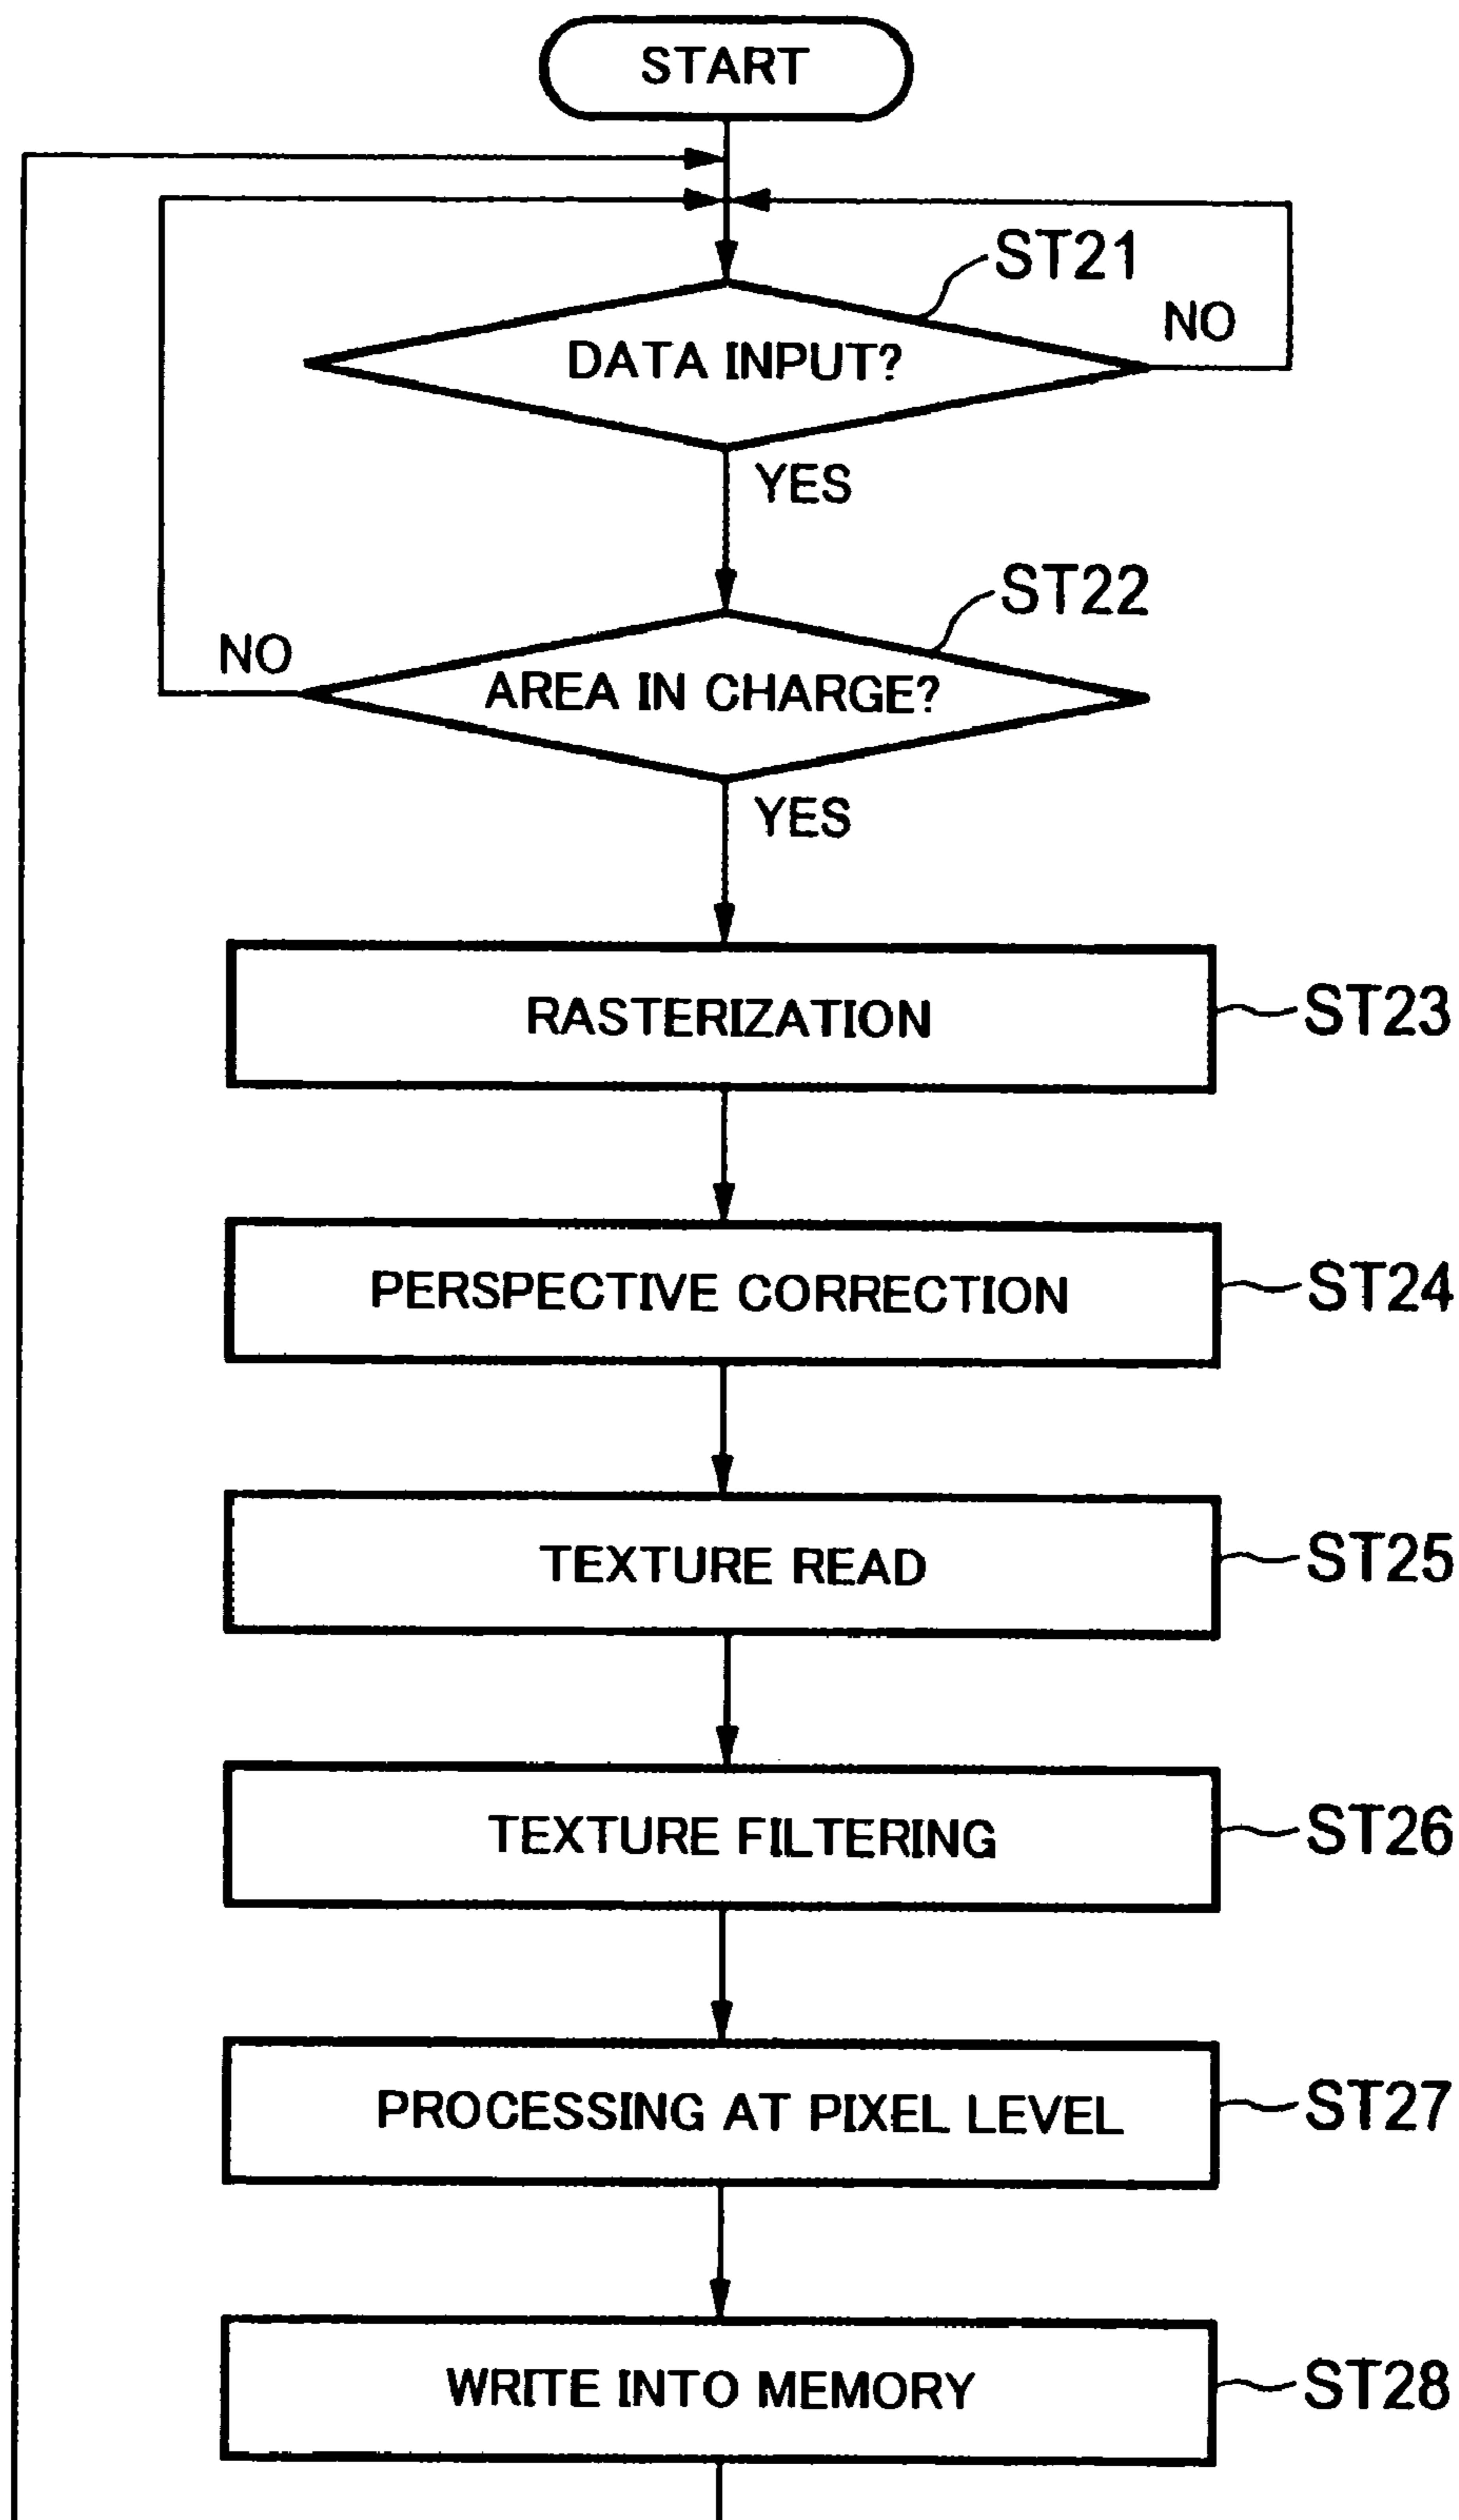 START
ST21
NO
DATA INPUT?
YES
ST22
NO
AREA IN CHARGE?
YES
RASTERIZATION
ST23
PERSPECTIVE CORRECTION
ST24
TEXTURE READ
ST25
TEXTURE FILTERING
ST26
PROCESSING AT PIXEL LEVEL
ST27
WRITE INTO MEMORY
ST28